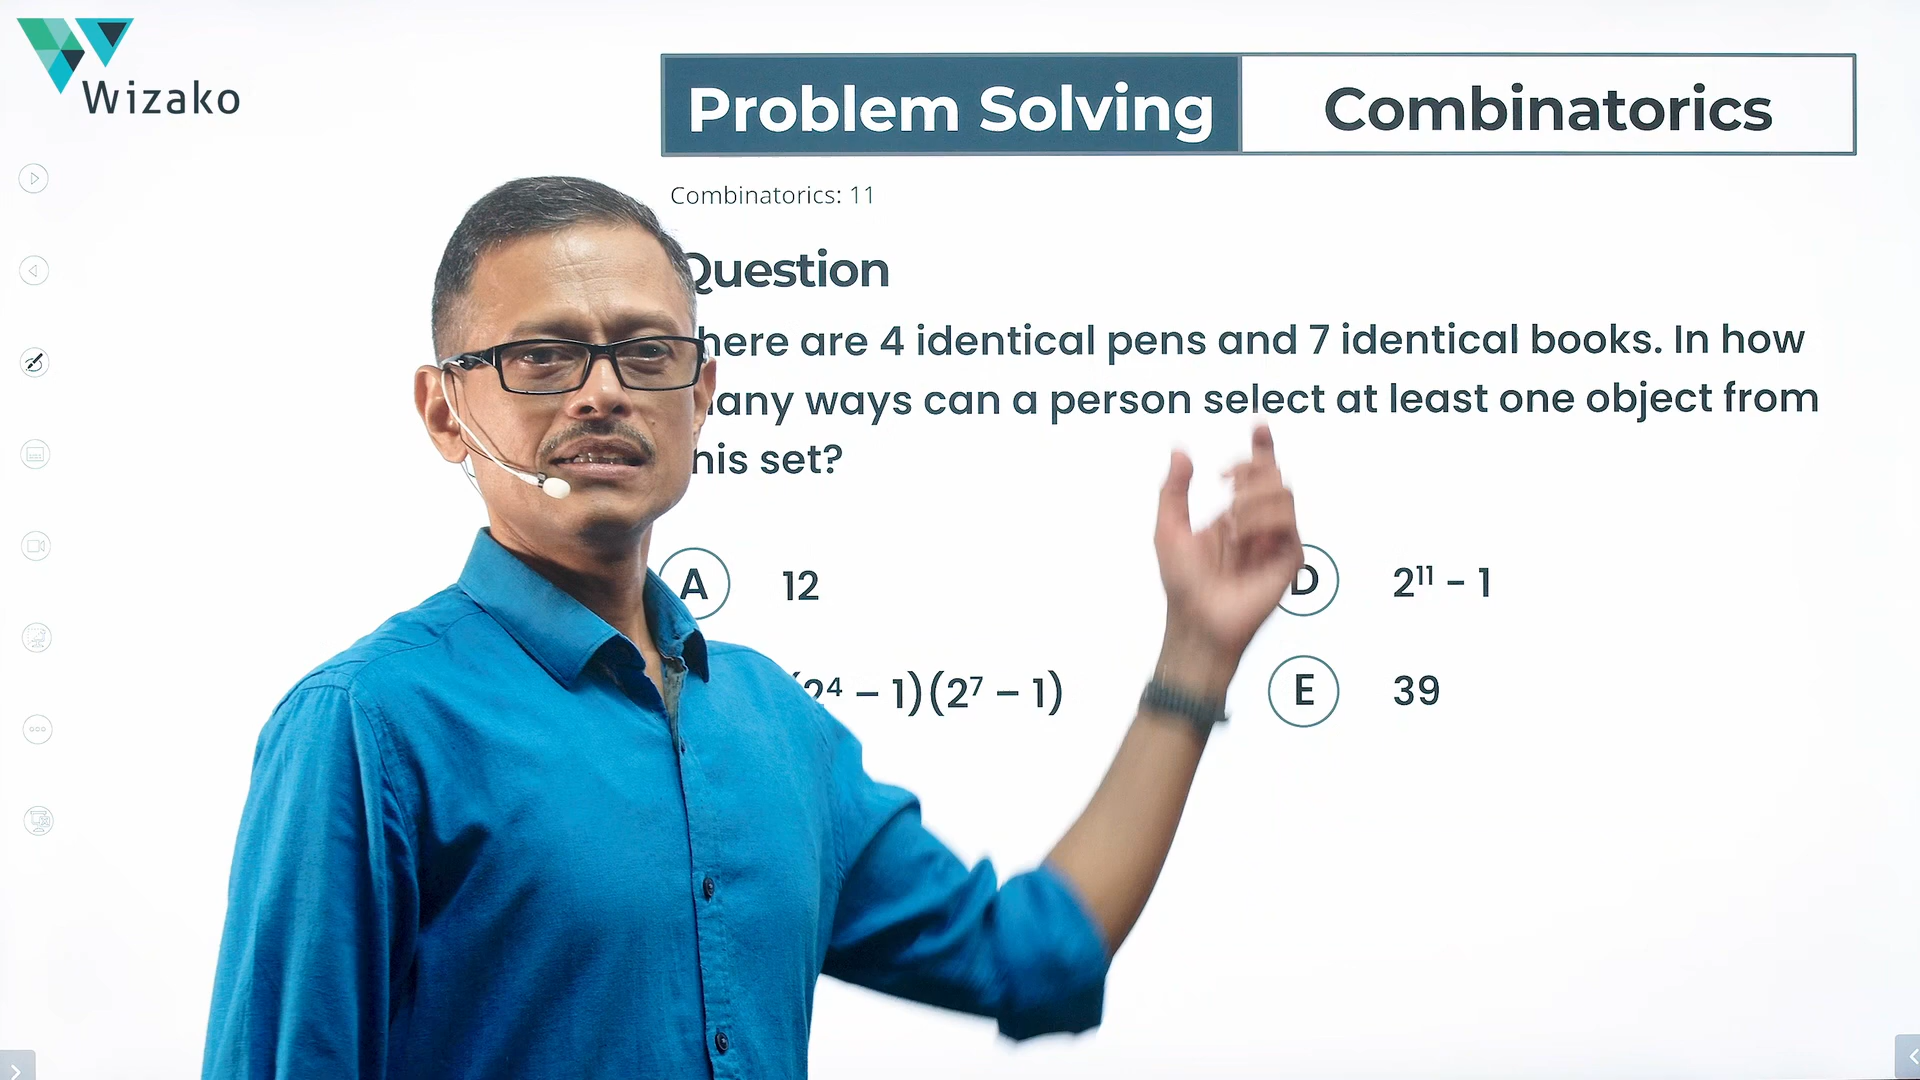 Wizako
Problem Solving
Combinatorics
Combinatorics: 11
Question
here are 4 identical pens and 7 identical books. In how
any ways can a person select at least one object from
his set?
A 12
D 2¹¹ – 1
2⁴ – 1)(2⁷ – 1)
E 39